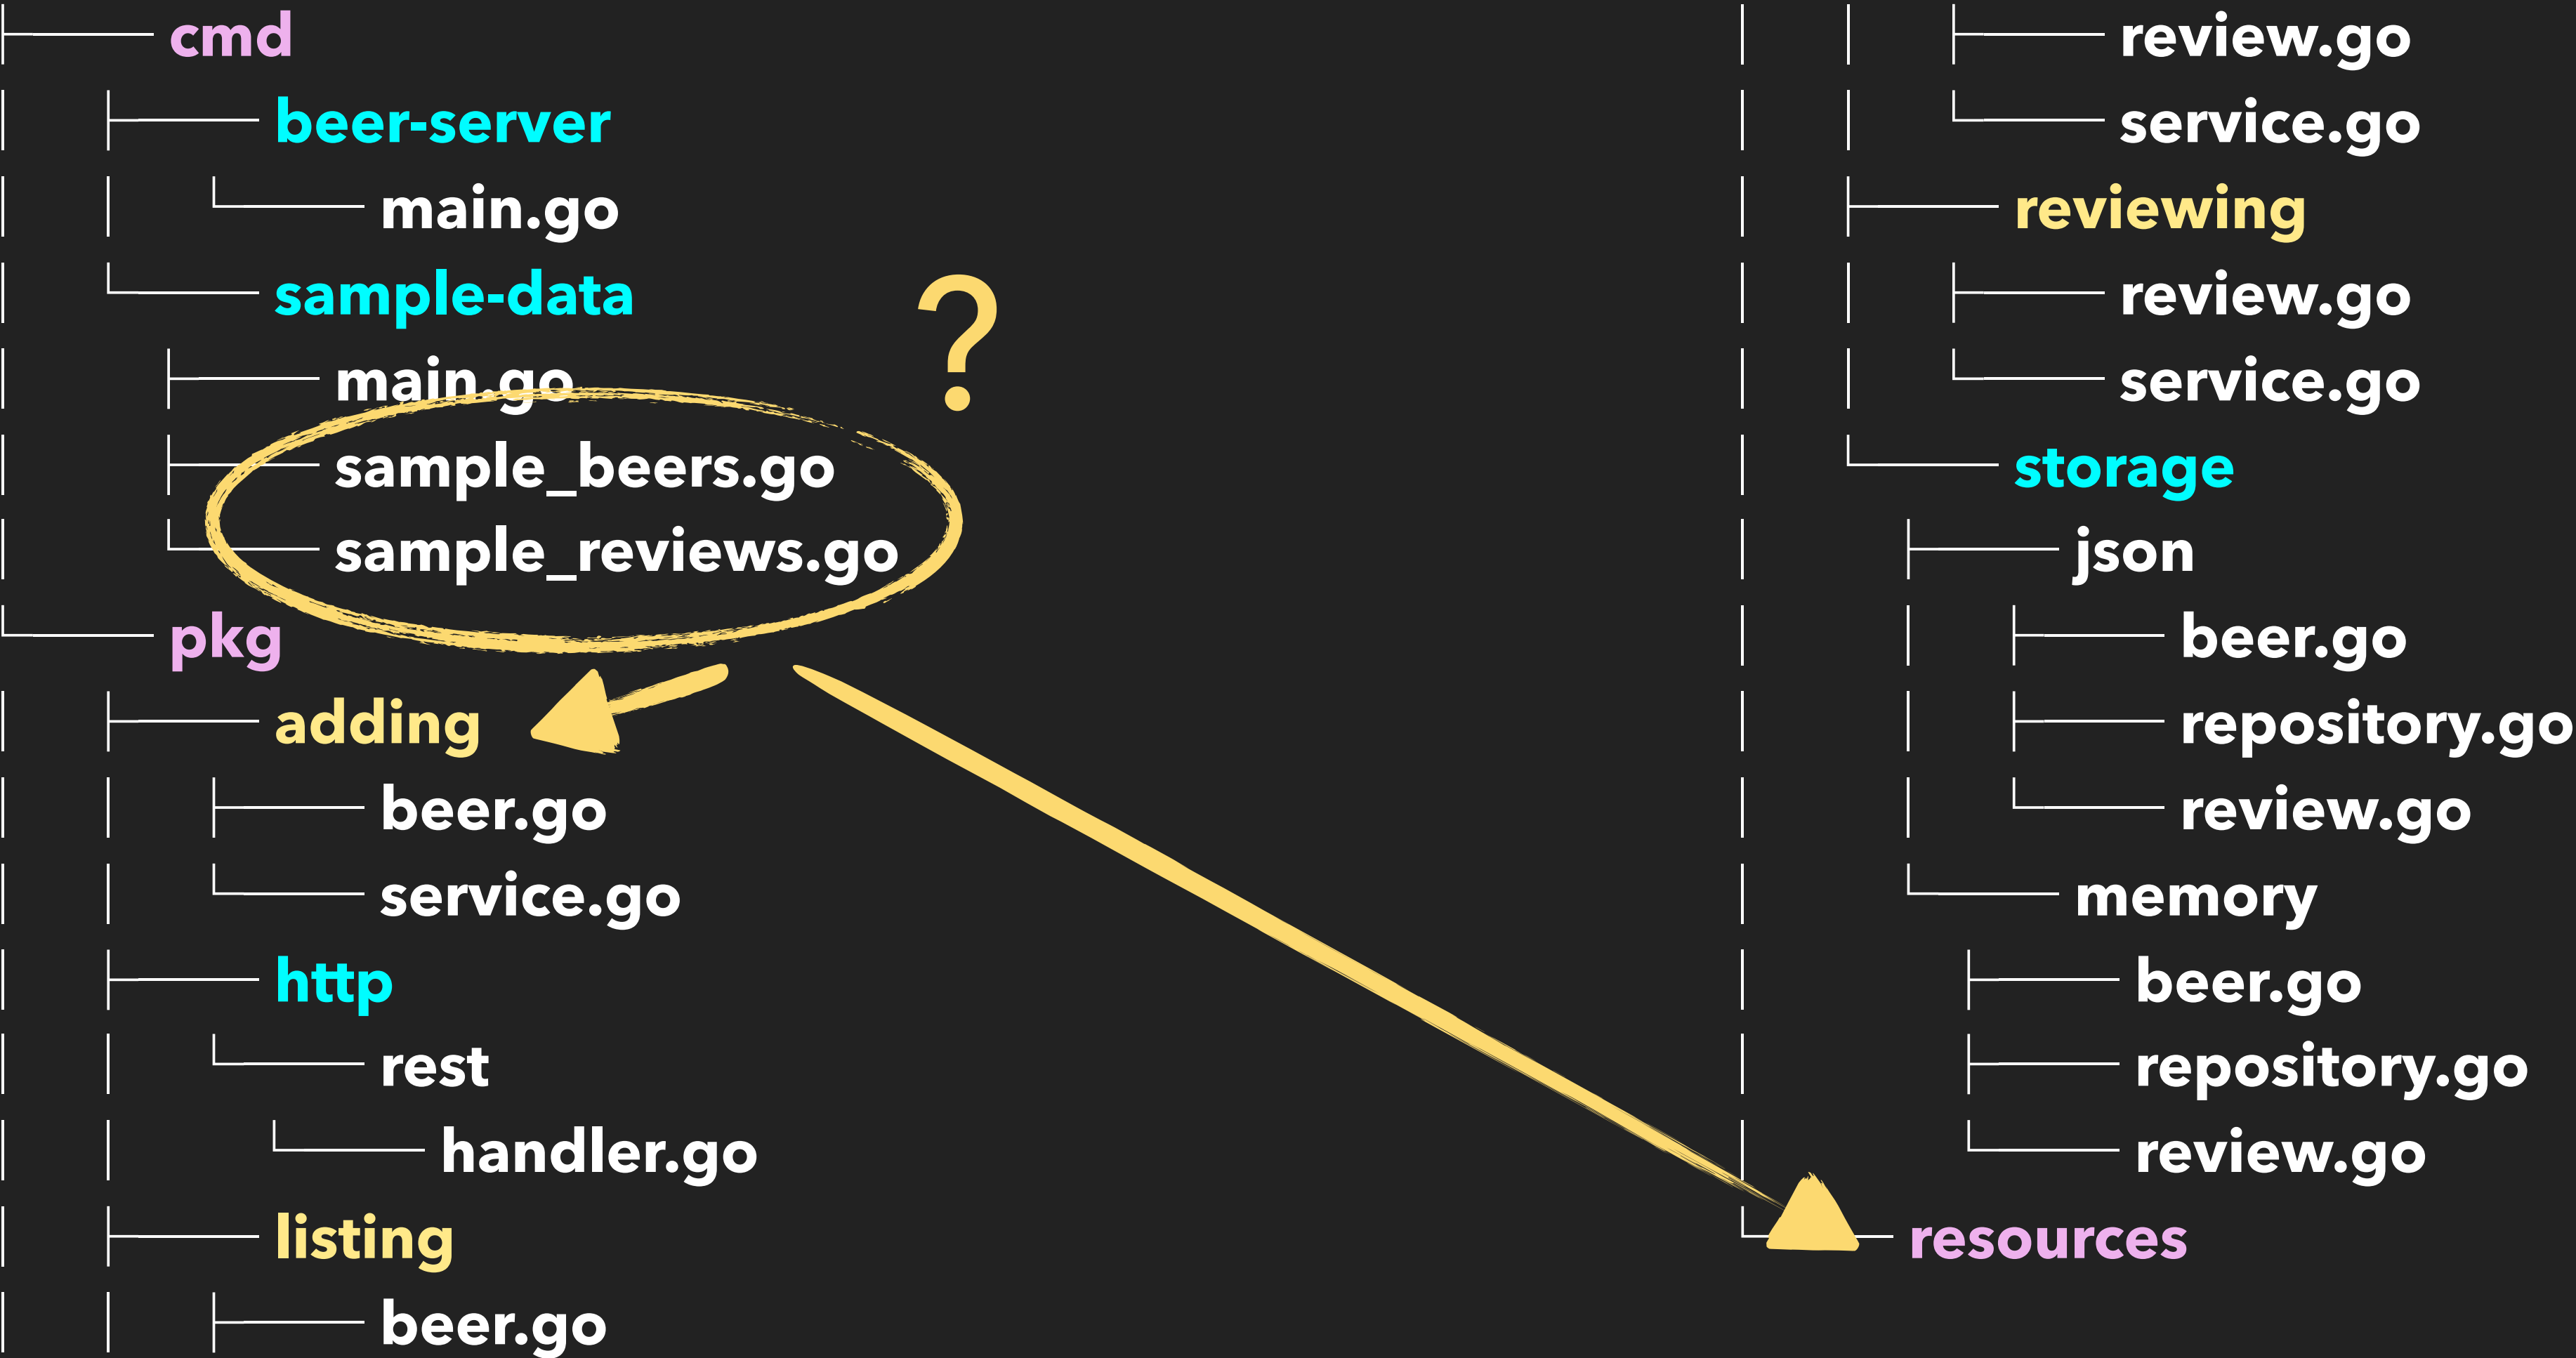 cmd
beer-server
main.go
sample-data
main.go
sample_beers.go
sample_reviews.go
pkg
adding
beer.go
service.go
http
rest
handler.go
listing
beer.go
?
review.go
service.go
reviewing
review.go
service.go
storage
json
beer.go
repository.go
review.go
memory
beer.go
repository.go
review.go
resources